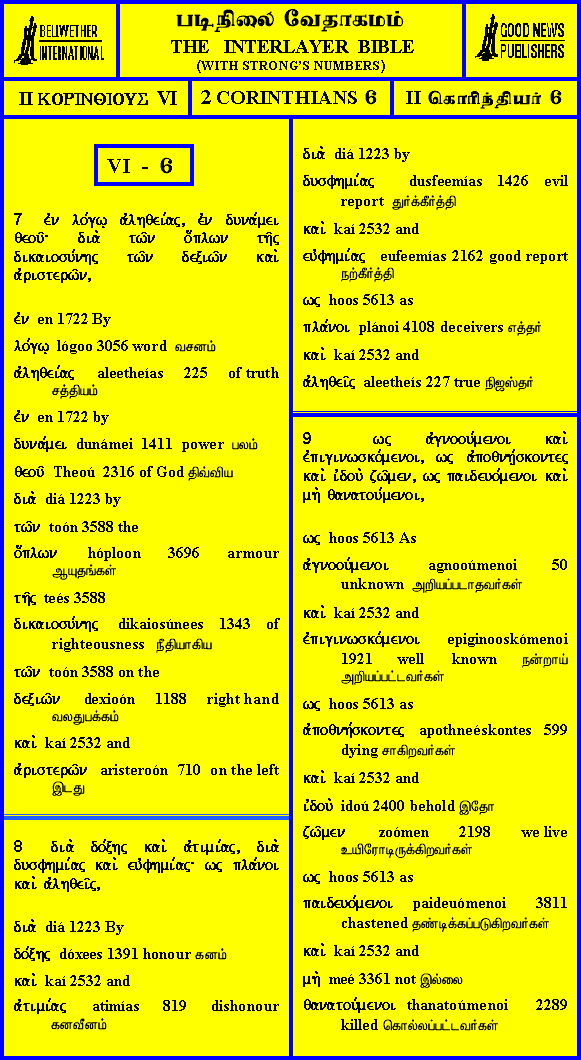 BELLWETHER
INTERNATIONAL
படிநிலை வேதாகமம்
THE INTERLAYER BIBLE
(WITH STRONG'S NUMBERS)
GOOD NEWS
PUBLISHERS
II ΚΟΡΙΝΘΙΟΥΣ VI
2 CORINTHIANS 6
II கொரிந்தியர் 6
VI - 6
7 ἐν λόγῳ ἀληθείας, ἐν δυνάμει
θεοῦ· διὰ τῶν ὅπλων τῆς
δικαιοσύνης τῶν δεξιῶν καὶ
ἀριστερῶν,
ἐν en 1722 By
λόγῳ lógoo 3056 word வசனம்
ἀληθείας aleetheías 225 of truth
சத்தியம்
ἐν en 1722 by
δυνάμει dunámei 1411 power பலம்
θεοῦ Theoú 2316 of God திவ்விய
διὰ diá 1223 by
τῶν toón 3588 the
ὅπλων hóploon 3696 armour
ஆயுதங்கள்
τῆς teés 3588
δικαιοσύνης dikaiosúnees 1343 of
righteousness நீதியாகிய
τῶν toón 3588 on the
δεξιῶν dexioón 1188 right hand
வலதுபக்கம்
καὶ kaí 2532 and
ἀριστερῶν aristeroón 710 on the left
இடது
8 διὰ δόξης καὶ ἀτιμίας, διὰ
δυσφημίας καὶ εὐφημίας· ως πλάνοι
καὶ ἀληθεῖς,
διὰ diá 1223 By
δόξης dóxees 1391 honour கனம்
καὶ kaí 2532 and
ἀτιμίας atimías 819 dishonour
கனவீனம்
διὰ diá 1223 by
δυσφημίας dusfeemías 1426 evil
report துர்க்கீர்த்தி
καὶ kaí 2532 and
εὐφημίας eufeemías 2162 good report
நற்கீர்த்தி
ως hoos 5613 as
πλάνοι plánoi 4108 deceivers எத்தர்
καὶ kaí 2532 and
ἀληθεῖς aleetheís 227 true நிஜஸ்தர்
9 ως ἀγνοούμενοι καὶ
ἐπιγινωσκόμενοι, ως ἀποθνήσκοντες
καὶ ἰδοὺ ζῶμεν, ως παιδευόμενοι καὶ
μὴ θανατούμενοι,
ως hoos 5613 As
ἀγνοούμενοι agnooúmenoi 50
unknown அறியப்படாதவர்கள்
καὶ kaí 2532 and
ἐπιγινωσκόμενοι epiginooskómenoi
1921 well known நன்றாய்
அறியப்பட்டவர்கள்
ως hoos 5613 as
ἀποθνήσκοντες apothneéskontes 599
dying சாகிறவர்கள்
καὶ kaí 2532 and
ἰδοὺ idoú 2400 behold இதோ
ζῶμεν zoómen 2198 we live
உயிரோடிருக்கிறவர்கள்
ως hoos 5613 as
παιδευόμενοι paideuómenoi 3811
chastened தண்டிக்கப்படுகிறவர்கள்
καὶ kaí 2532 and
μὴ meé 3361 not இல்லை
θανατούμενοι thanatoúmenoi 2289
killed கொல்லப்பட்டவர்கள்